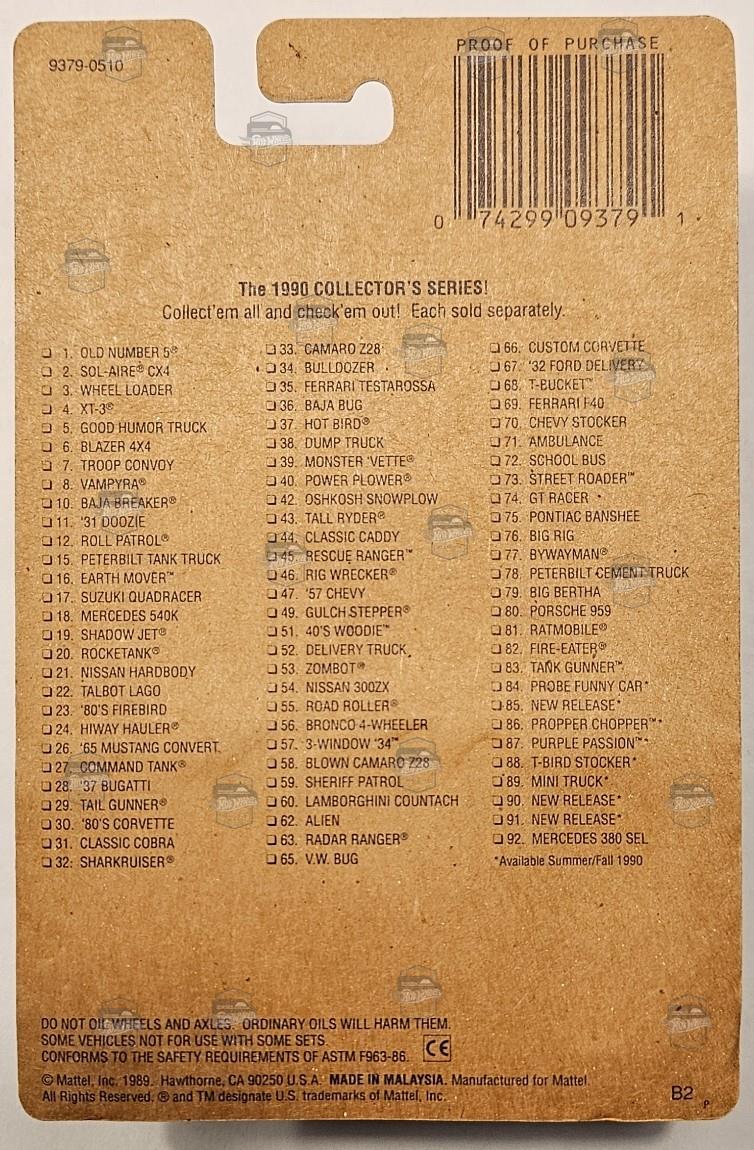 9379-0510
PROOF OF PURCHASE
0 74299 09379 1
The 1990 COLLECTOR'S SERIES!
Collect'em all and check'em out! Each sold separately.
❏ 1. OLD NUMBER 5®
❏ 2. SOL-AIRE® CX4
❏ 3. WHEEL LOADER
❏ 4. XT-3®
❏ 5. GOOD HUMOR TRUCK
❏ 6. BLAZER 4X4
❏ 7. TROOP CONVOY
❏ 8. VAMPYRA®
❏ 10. BAJA BREAKER®
❏ 11. '31 DOOZIE
❏ 12. ROLL PATROL®
❏ 15. PETERBILT TANK TRUCK
❏ 16. EARTH MOVER™
❏ 17. SUZUKI QUADRACER
❏ 18. MERCEDES 540K
❏ 19. SHADOW JET®
❏ 20. ROCKETANK®
❏ 21. NISSAN HARDBODY
❏ 22. TALBOT LAGO
❏ 23. '80'S FIREBIRD
❏ 24. HIWAY HAULER®
❏ 26. '65 MUSTANG CONVERT.
❏ 27. COMMAND TANK®
❏ 28. '37 BUGATTI
❏ 29. TAIL GUNNER®
❏ 30. '80'S CORVETTE
❏ 31. CLASSIC COBRA
❏ 32. SHARKRUISER®
❏ 33. CAMARO Z28
❏ 34. BULLDOZER
❏ 35. FERRARI TESTAROSSA
❏ 36. BAJA BUG
❏ 37. HOT BIRD®
❏ 38. DUMP TRUCK
❏ 39. MONSTER 'VETTE®
❏ 40. POWER PLOWER®
❏ 42. OSHKOSH SNOWPLOW
❏ 43. TALL RYDER®
❏ 44. CLASSIC CADDY
❏ 45. RESCUE RANGER™
❏ 46. RIG WRECKER®
❏ 47. '57 CHEVY
❏ 49. GULCH STEPPER®
❏ 51. 40'S WOODIE™
❏ 52. DELIVERY TRUCK
❏ 53. ZOMBOT®
❏ 54. NISSAN 300ZX
❏ 55. ROAD ROLLER®
❏ 56. BRONCO 4-WHEELER
❏ 57. 3-WINDOW '34™
❏ 58. BLOWN CAMARO Z28
❏ 59. SHERIFF PATROL
❏ 60. LAMBORGHINI COUNTACH
❏ 62. ALIEN
❏ 63. RADAR RANGER®
❏ 65. V.W. BUG
❏ 66. CUSTOM CORVETTE
❏ 67. '32 FORD DELIVERY
❏ 68. T-BUCKET™
❏ 69. FERRARI F40
❏ 70. CHEVY STOCKER
❏ 71. AMBULANCE
❏ 72. SCHOOL BUS
❏ 73. STREET ROADER™
❏ 74. GT RACER
❏ 75. PONTIAC BANSHEE
❏ 76. BIG RIG
❏ 77. BYWAYMAN®
❏ 78. PETERBILT CEMENT TRUCK
❏ 79. BIG BERTHA
❏ 80. PORSCHE 959
❏ 81. RATMOBILE®
❏ 82. FIRE-EATER®
❏ 83. TANK GUNNER™
❏ 84. PROBE FUNNY CAR*
❏ 85. NEW RELEASE*
❏ 86. PROPPER CHOPPER™*
❏ 87. PURPLE PASSION™*
❏ 88. T-BIRD STOCKER*
❏ 89. MINI TRUCK*
❏ 90. NEW RELEASE*
❏ 91. NEW RELEASE*
❏ 92. MERCEDES 380 SEL
*Available Summer/Fall 1990
DO NOT OIL WHEELS AND AXLES. ORDINARY OILS WILL HARM THEM.
SOME VEHICLES NOT FOR USE WITH SOME SETS.
CONFORMS TO THE SAFETY REQUIREMENTS OF ASTM F963-86. CE
© Mattel, Inc. 1989. Hawthorne, CA 90250 U.S.A. MADE IN MALAYSIA. Manufactured for Mattel.
All Rights Reserved. ® and TM designate U.S. trademarks of Mattel, Inc.
B2 P